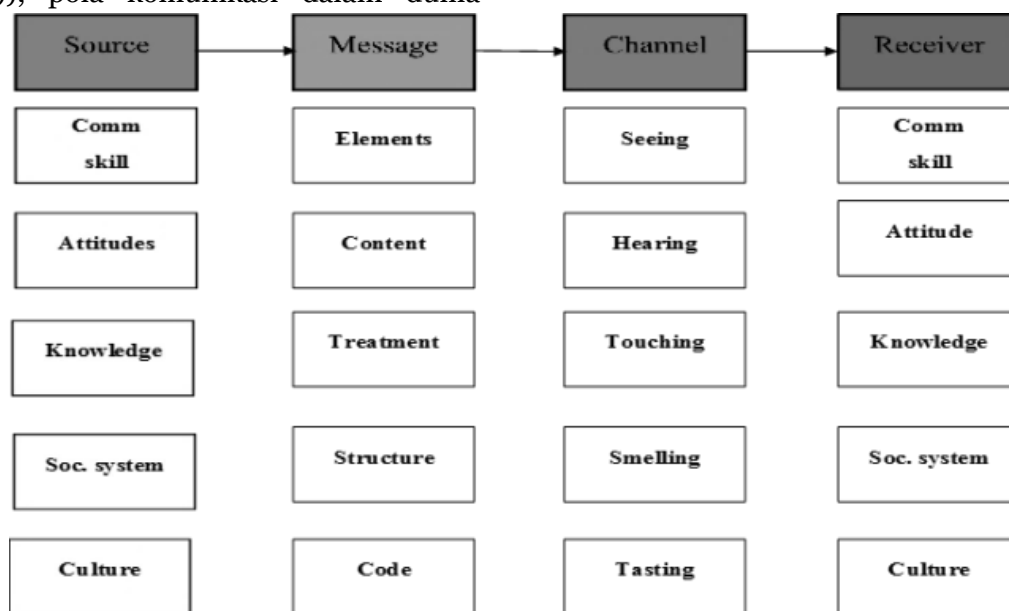 pola komunikasi dalam dunia
Source Message Channel Receiver
Comm
skill
Elements
Seeing
Comm
skill
Attitudes
Content
Hearing
Attitude
Knowledge
Treatment
Touching
Knowledge
Soc. system
Structure
Smelling
Soc. system
Culture
Code
Tasting
Culture